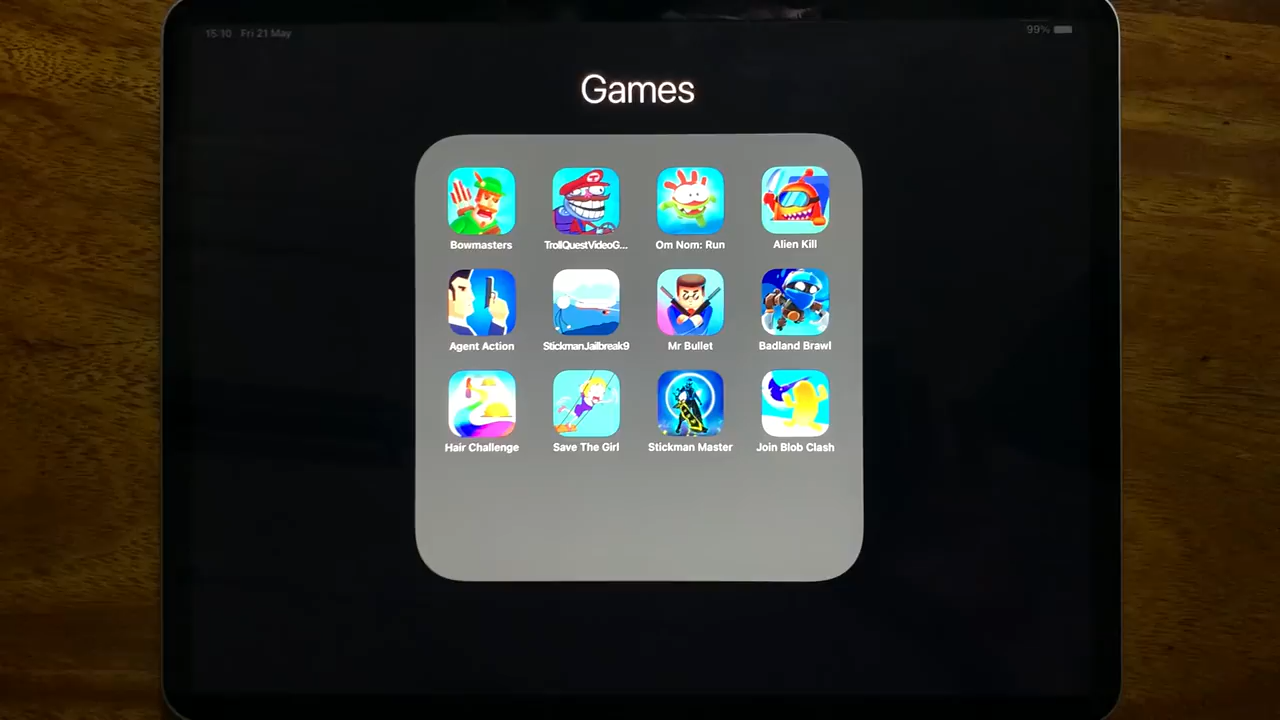 15:10 Fri 21 May
99%
Games
Bowmasters
TrollQuestVideoG...
Om Nom: Run
Alien Kill
Agent Action
StickmanJailbreak9
Mr Bullet
Badland Brawl
Hair Challenge
Save The Girl
Stickman Master
Join Blob Clash